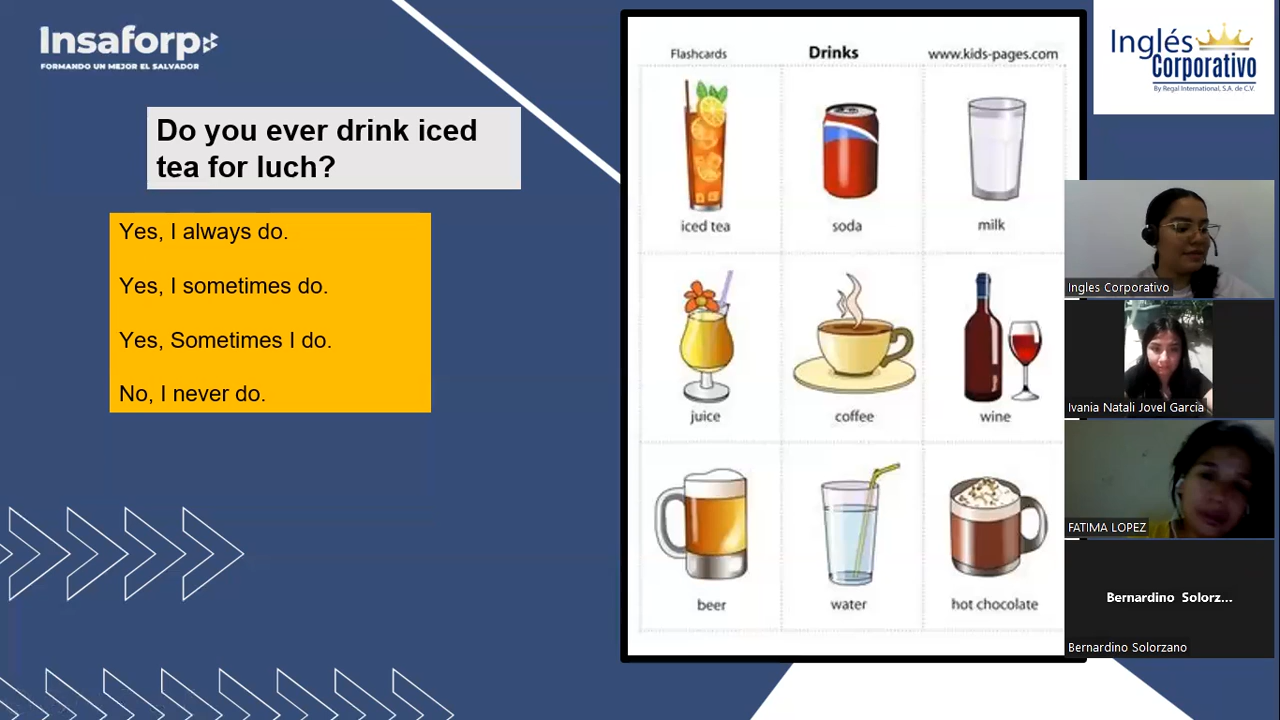 Insaforp
FORMANDO UN MEJOR EL SALVADOR
Do you ever drink iced
tea for luch?
Yes, I always do.
Yes, I sometimes do.
Yes, Sometimes I do.
No, I never do.
Flashcards Drinks www.kids-pages.com
iced tea soda milk
juice coffee wine
beer water hot chocolate
Inglés
Corporativo
By Regal International, S.A. de C.V.
Ingles Corporativo
Ivania Natali Jovel Garcia
FATIMA LOPEZ
Bernardino Solorz...
Bernardino Solorzano